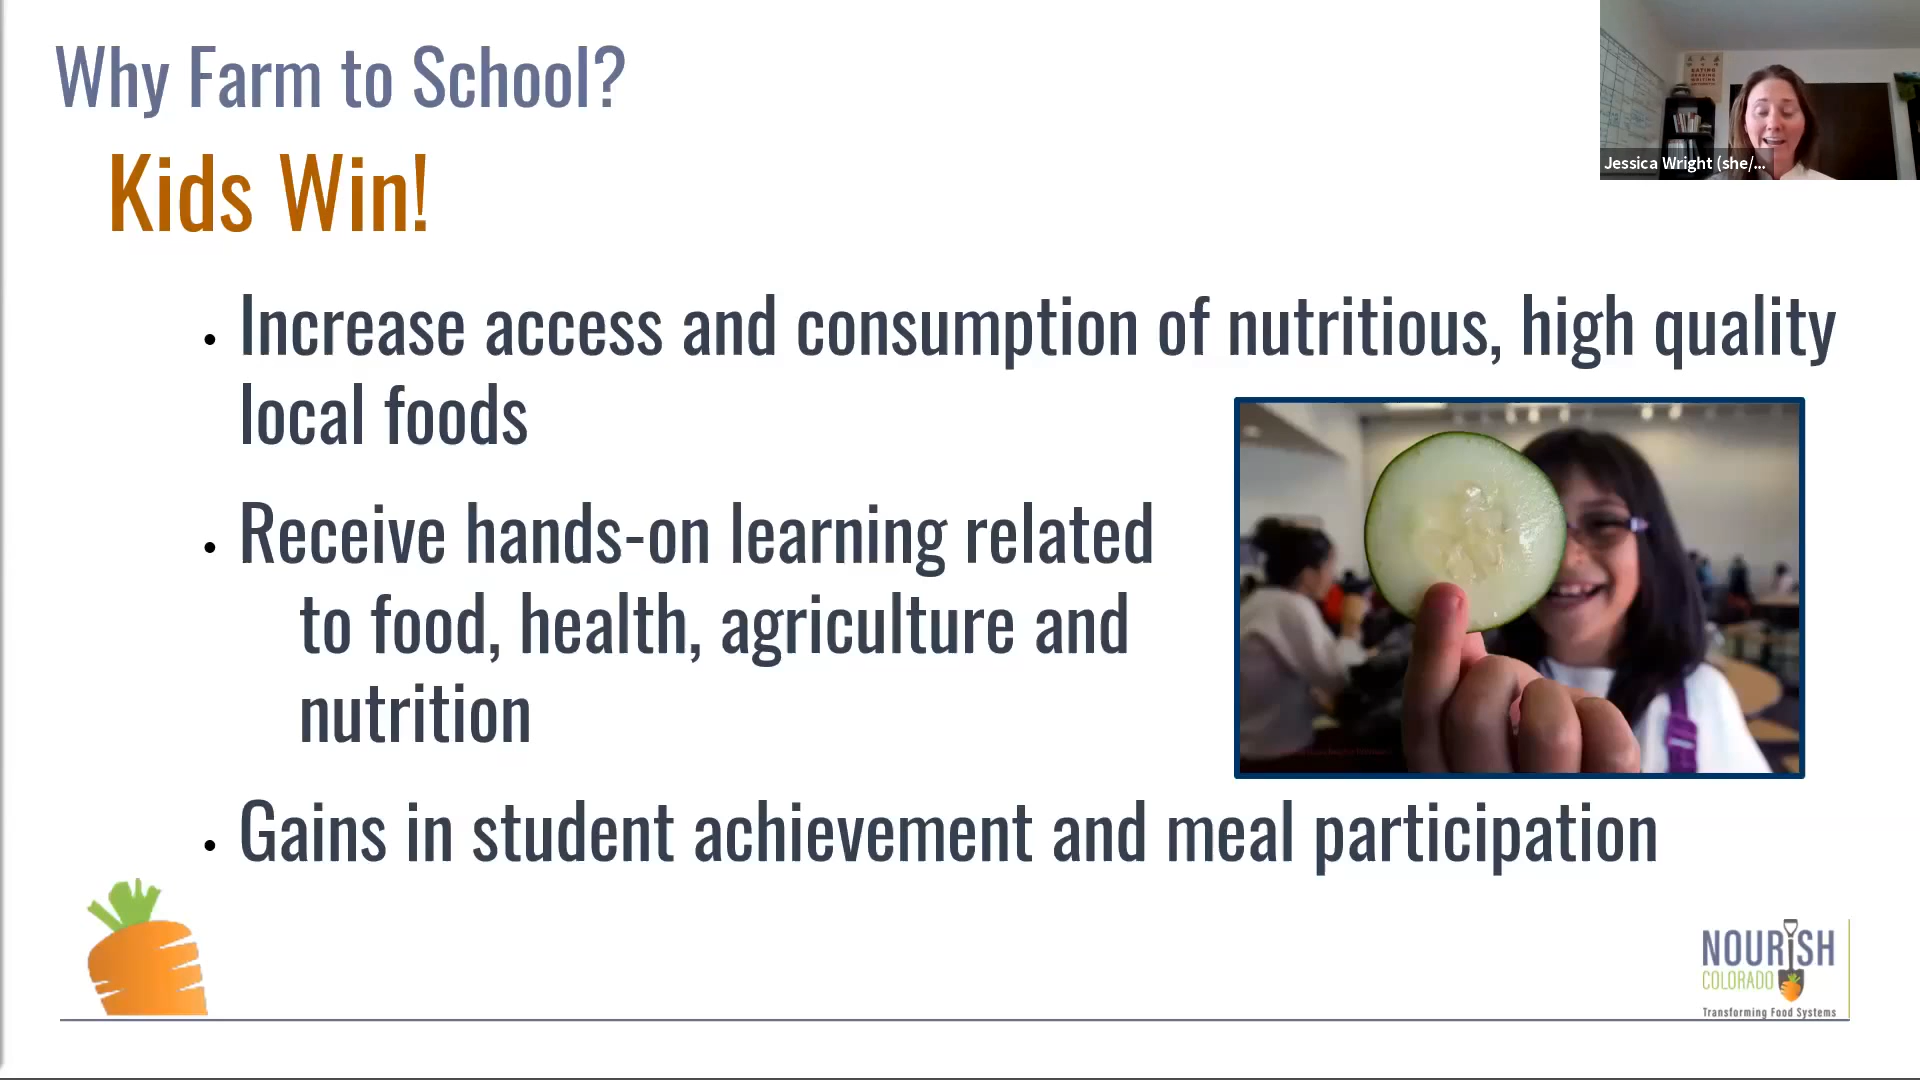 Why Farm to School?
Kids Win!
Jessica Wright (she/...
• Increase access and consumption of nutritious, high quality
local foods
• Receive hands-on learning related
to food, health, agriculture and
nutrition
• Gains in student achievement and meal participation
NOURISH
COLORADO
Transforming Food Systems